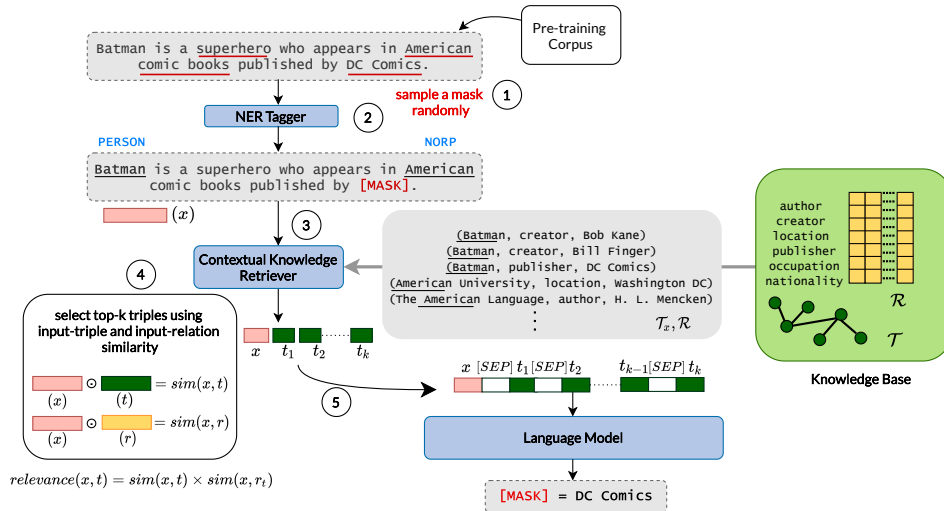 Pre-training
Corpus
Batman is a superhero who appears in American
comic books published by DC Comics.
sample a mask
randomly
1
NER Tagger
2
PERSON
NORP
Batman is a superhero who appears in American
comic books published by [MASK].
(x)
3
Contextual Knowledge
Retriever
(Batman, creator, Bob Kane)
(Batman, creator, Bill Finger)
(Batman, publisher, DC Comics)
(American University, location, Washington DC)
(The American Language, author, H. L. Mencken)
⋮
𝒯ₓ, ℛ
author
creator
location
publisher
occupation
nationality
ℛ
𝒯
Knowledge Base
4
select top-k triples using
input-triple and input-relation
similarity
⊙ = sim(x, t)
(x) (t)
⊙ = sim(x, r)
(x) (r)
relevance(x, t) = sim(x, t) × sim(x, rₜ)
x t₁ t₂ tₖ
5
x [SEP] t₁ [SEP] t₂ tₖ₋₁ [SEP] tₖ
Language Model
[MASK] = DC Comics